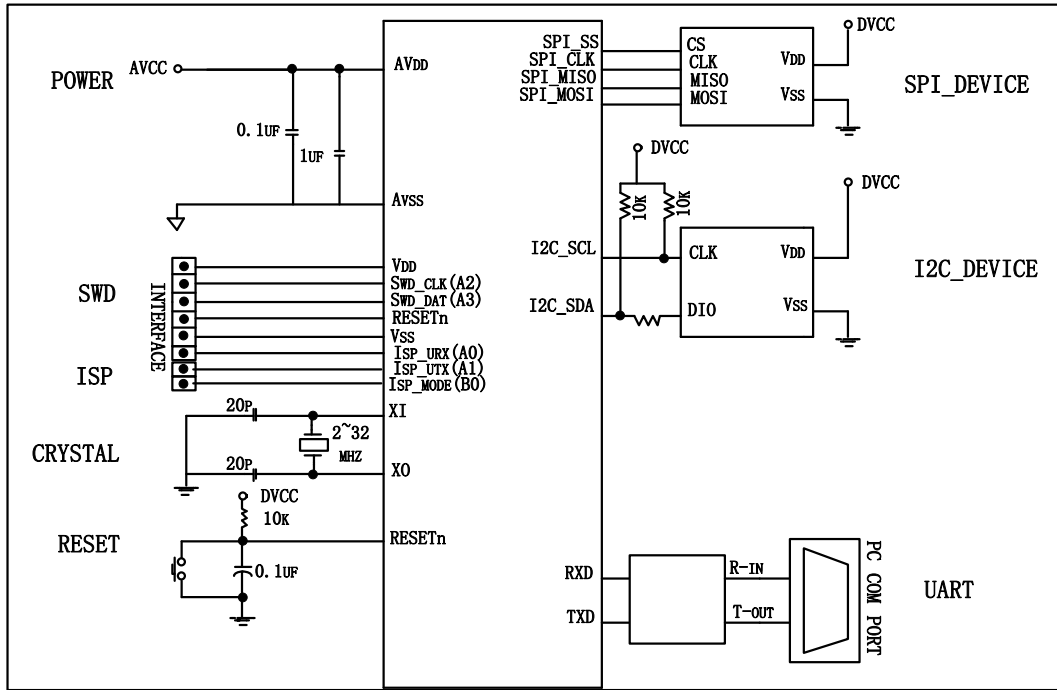 POWER
AVCC
0.1UF
1UF
AVDD
AVSS
SWD
ISP
INTERFACE
VDD
SWD_CLK(A2)
SWD_DAT(A3)
RESETn
VSS
ISP_URX(A0)
ISP_UTX(A1)
ISP_MODE(B0)
CRYSTAL
20P
20P
2~32
MHZ
XI
XO
RESET
DVCC
10K
0.1UF
RESETn
SPI_SS
SPI_CLK
SPI_MISO
SPI_MOSI
CS
CLK
MISO
MOSI
VDD
VSS
DVCC
SPI_DEVICE
DVCC
10K
10K
I2C_SCL
I2C_SDA
CLK
DIO
VDD
VSS
DVCC
I2C_DEVICE
RXD
TXD
R-IN
T-OUT
PC COM PORT
UART